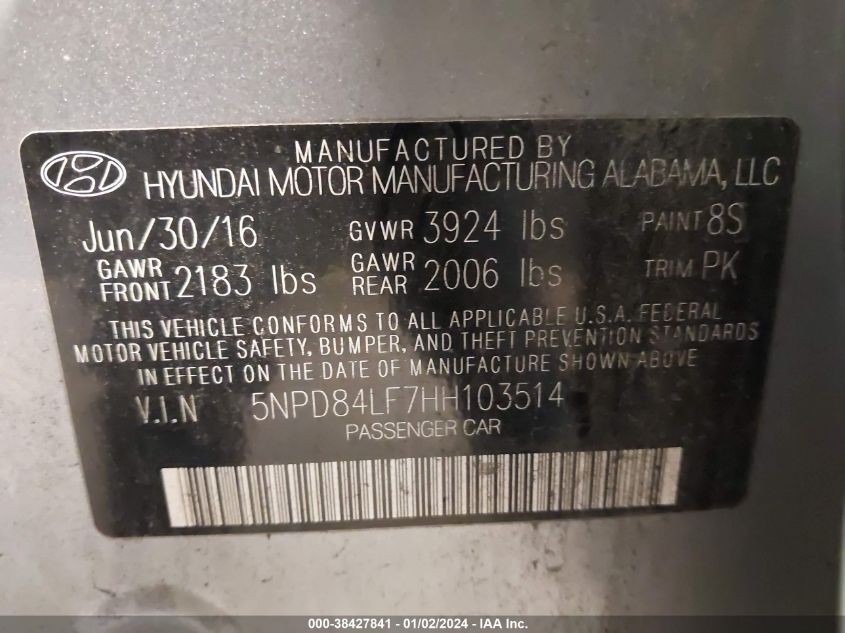 MANUFACTURED BY
HYUNDAI MOTOR MANUFACTURING ALABAMA, LLC
Jun/30/16 GVWR 3924 lbs PAINT 8S
GAWR FRONT 2183 lbs GAWR REAR 2006 lbs TRIM PK
THIS VEHICLE CONFORMS TO ALL APPLICABLE U.S.A. FEDERAL
MOTOR VEHICLE SAFETY, BUMPER, AND THEFT PREVENTION STANDARDS
IN EFFECT ON THE DATE OF MANUFACTURE SHOWN ABOVE
V.I.N 5NPD84LF7HH103514
PASSENGER CAR
000-38427841 - 01/02/2024 - IAA Inc.